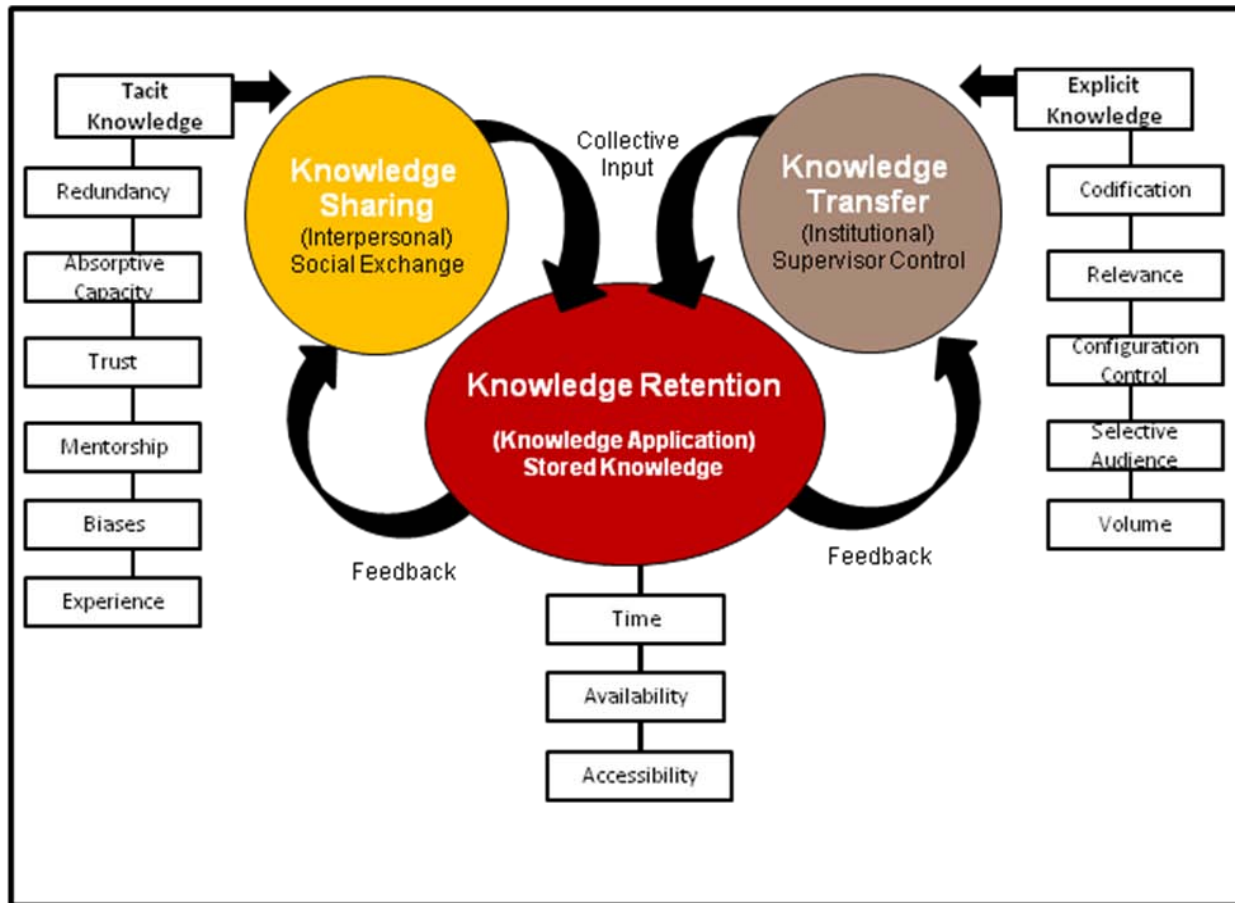 Tacit
Knowledge
Redundancy
Absorptive
Capacity
Trust
Mentorship
Biases
Experience
Knowledge
Sharing
(Interpersonal)
Social Exchange
Collective
Input
Knowledge
Transfer
(Institutional)
Supervisor Control
Explicit
Knowledge
Codification
Relevance
Configuration
Control
Selective
Audience
Volume
Knowledge Retention
(Knowledge Application)
Stored Knowledge
Feedback
Feedback
Time
Availability
Accessibility